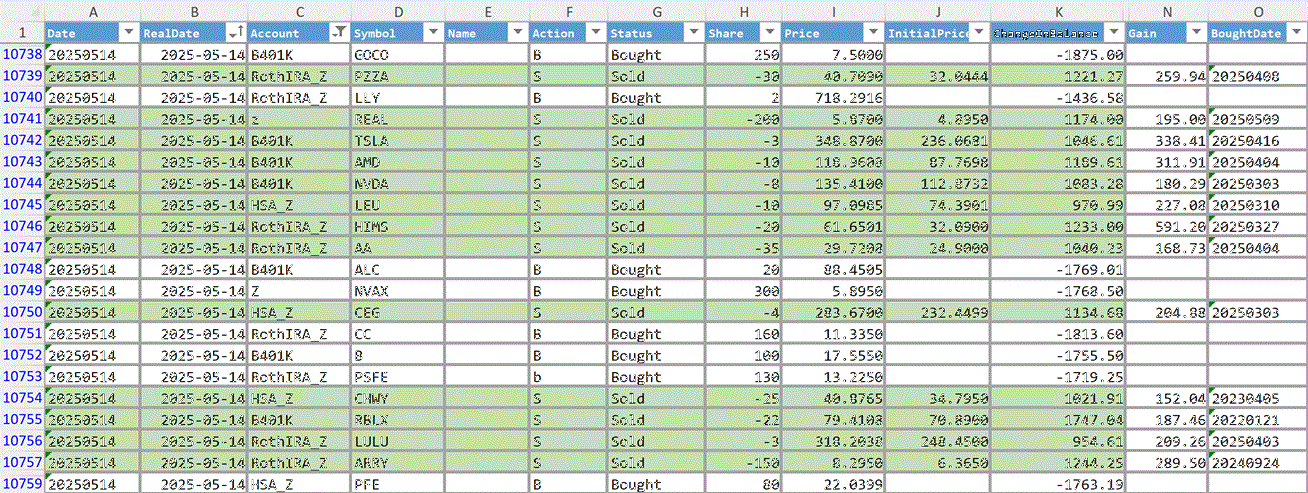 A B C D E F G H I J K N O
1 Date RealDate Account Symbol Name Action Status Share Price InitialPrice ChangeInBalance Gain BoughtDate
10738 20250514 2025-05-14 B401K COCO B Bought 250 7.5000 -1875.00
10739 20250514 2025-05-14 RothIRA_Z PZZA S Sold -30 40.7090 32.0444 1221.27 259.94 20250408
10740 20250514 2025-05-14 RothIRA_Z LLY B Bought 2 718.2916 -1436.58
10741 20250514 2025-05-14 z REAL S Sold -200 5.8700 4.8950 1174.00 195.00 20250509
10742 20250514 2025-05-14 B401K TSLA S Sold -3 348.8700 236.0681 1046.61 338.41 20250416
10743 20250514 2025-05-14 B401K AMD S Sold -10 118.9608 87.7698 1189.61 311.91 20250404
10744 20250514 2025-05-14 B401K NVDA S Sold -8 135.4100 112.8732 1083.28 180.29 20250303
10745 20250514 2025-05-14 HSA_Z LEU S Sold -10 97.0985 74.3901 970.99 227.08 20250310
10746 20250514 2025-05-14 RothIRA_Z HIMS S Sold -20 61.6501 32.0900 1233.00 591.20 20250327
10747 20250514 2025-05-14 RothIRA_Z AA S Sold -35 29.7208 24.9000 1040.23 168.73 20250404
10748 20250514 2025-05-14 B401K ALC B Bought 20 88.4505 -1769.01
10749 20250514 2025-05-14 Z NVAX B Bought 300 5.8950 -1768.50
10750 20250514 2025-05-14 HSA_Z CEG S Sold -4 283.6700 232.4499 1134.68 204.88 20250303
10751 20250514 2025-05-14 RothIRA_Z CC B Bought 160 11.3350 -1813.60
10752 20250514 2025-05-14 B401K B Bought 100 17.5550 -1755.50
10753 20250514 2025-05-14 RothIRA_Z PSFE b Bought 130 13.2250 -1719.25
10754 20250514 2025-05-14 HSA_Z CHWY S Sold -25 40.8765 34.7950 1021.91 152.04 20230405
10755 20250514 2025-05-14 B401K RBLX S Sold -22 79.4108 70.8900 1747.04 187.46 20220121
10756 20250514 2025-05-14 RothIRA_Z LULU S Sold -3 318.2038 248.4500 954.61 209.26 20250403
10757 20250514 2025-05-14 RothIRA_Z ARRY S Sold -150 8.2950 6.3650 1244.25 289.50 20240924
10759 20250514 2025-05-14 HSA_Z PFE B Bought 80 22.0399 -1763.19